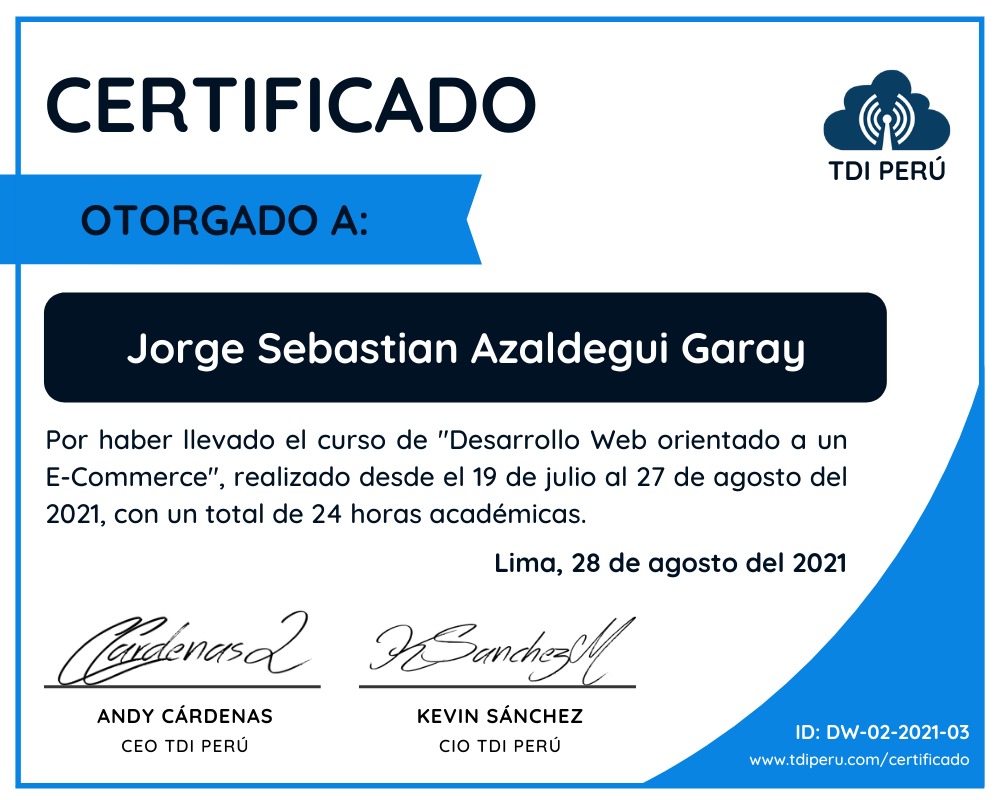 CERTIFICADO
TDI PERÚ
OTORGADO A:
Jorge Sebastian Azaldegui Garay
Por haber llevado el curso de "Desarrollo Web orientado a un
E-Commerce", realizado desde el 19 de julio al 27 de agosto del
2021, con un total de 24 horas académicas.
Lima, 28 de agosto del 2021
CCárdenasL
KSanchezM
ANDY CÁRDENAS
KEVIN SÁNCHEZ
CEO TDI PERÚ
CIO TDI PERÚ
ID: DW-02-2021-03
www.tdiperu.com/certificado